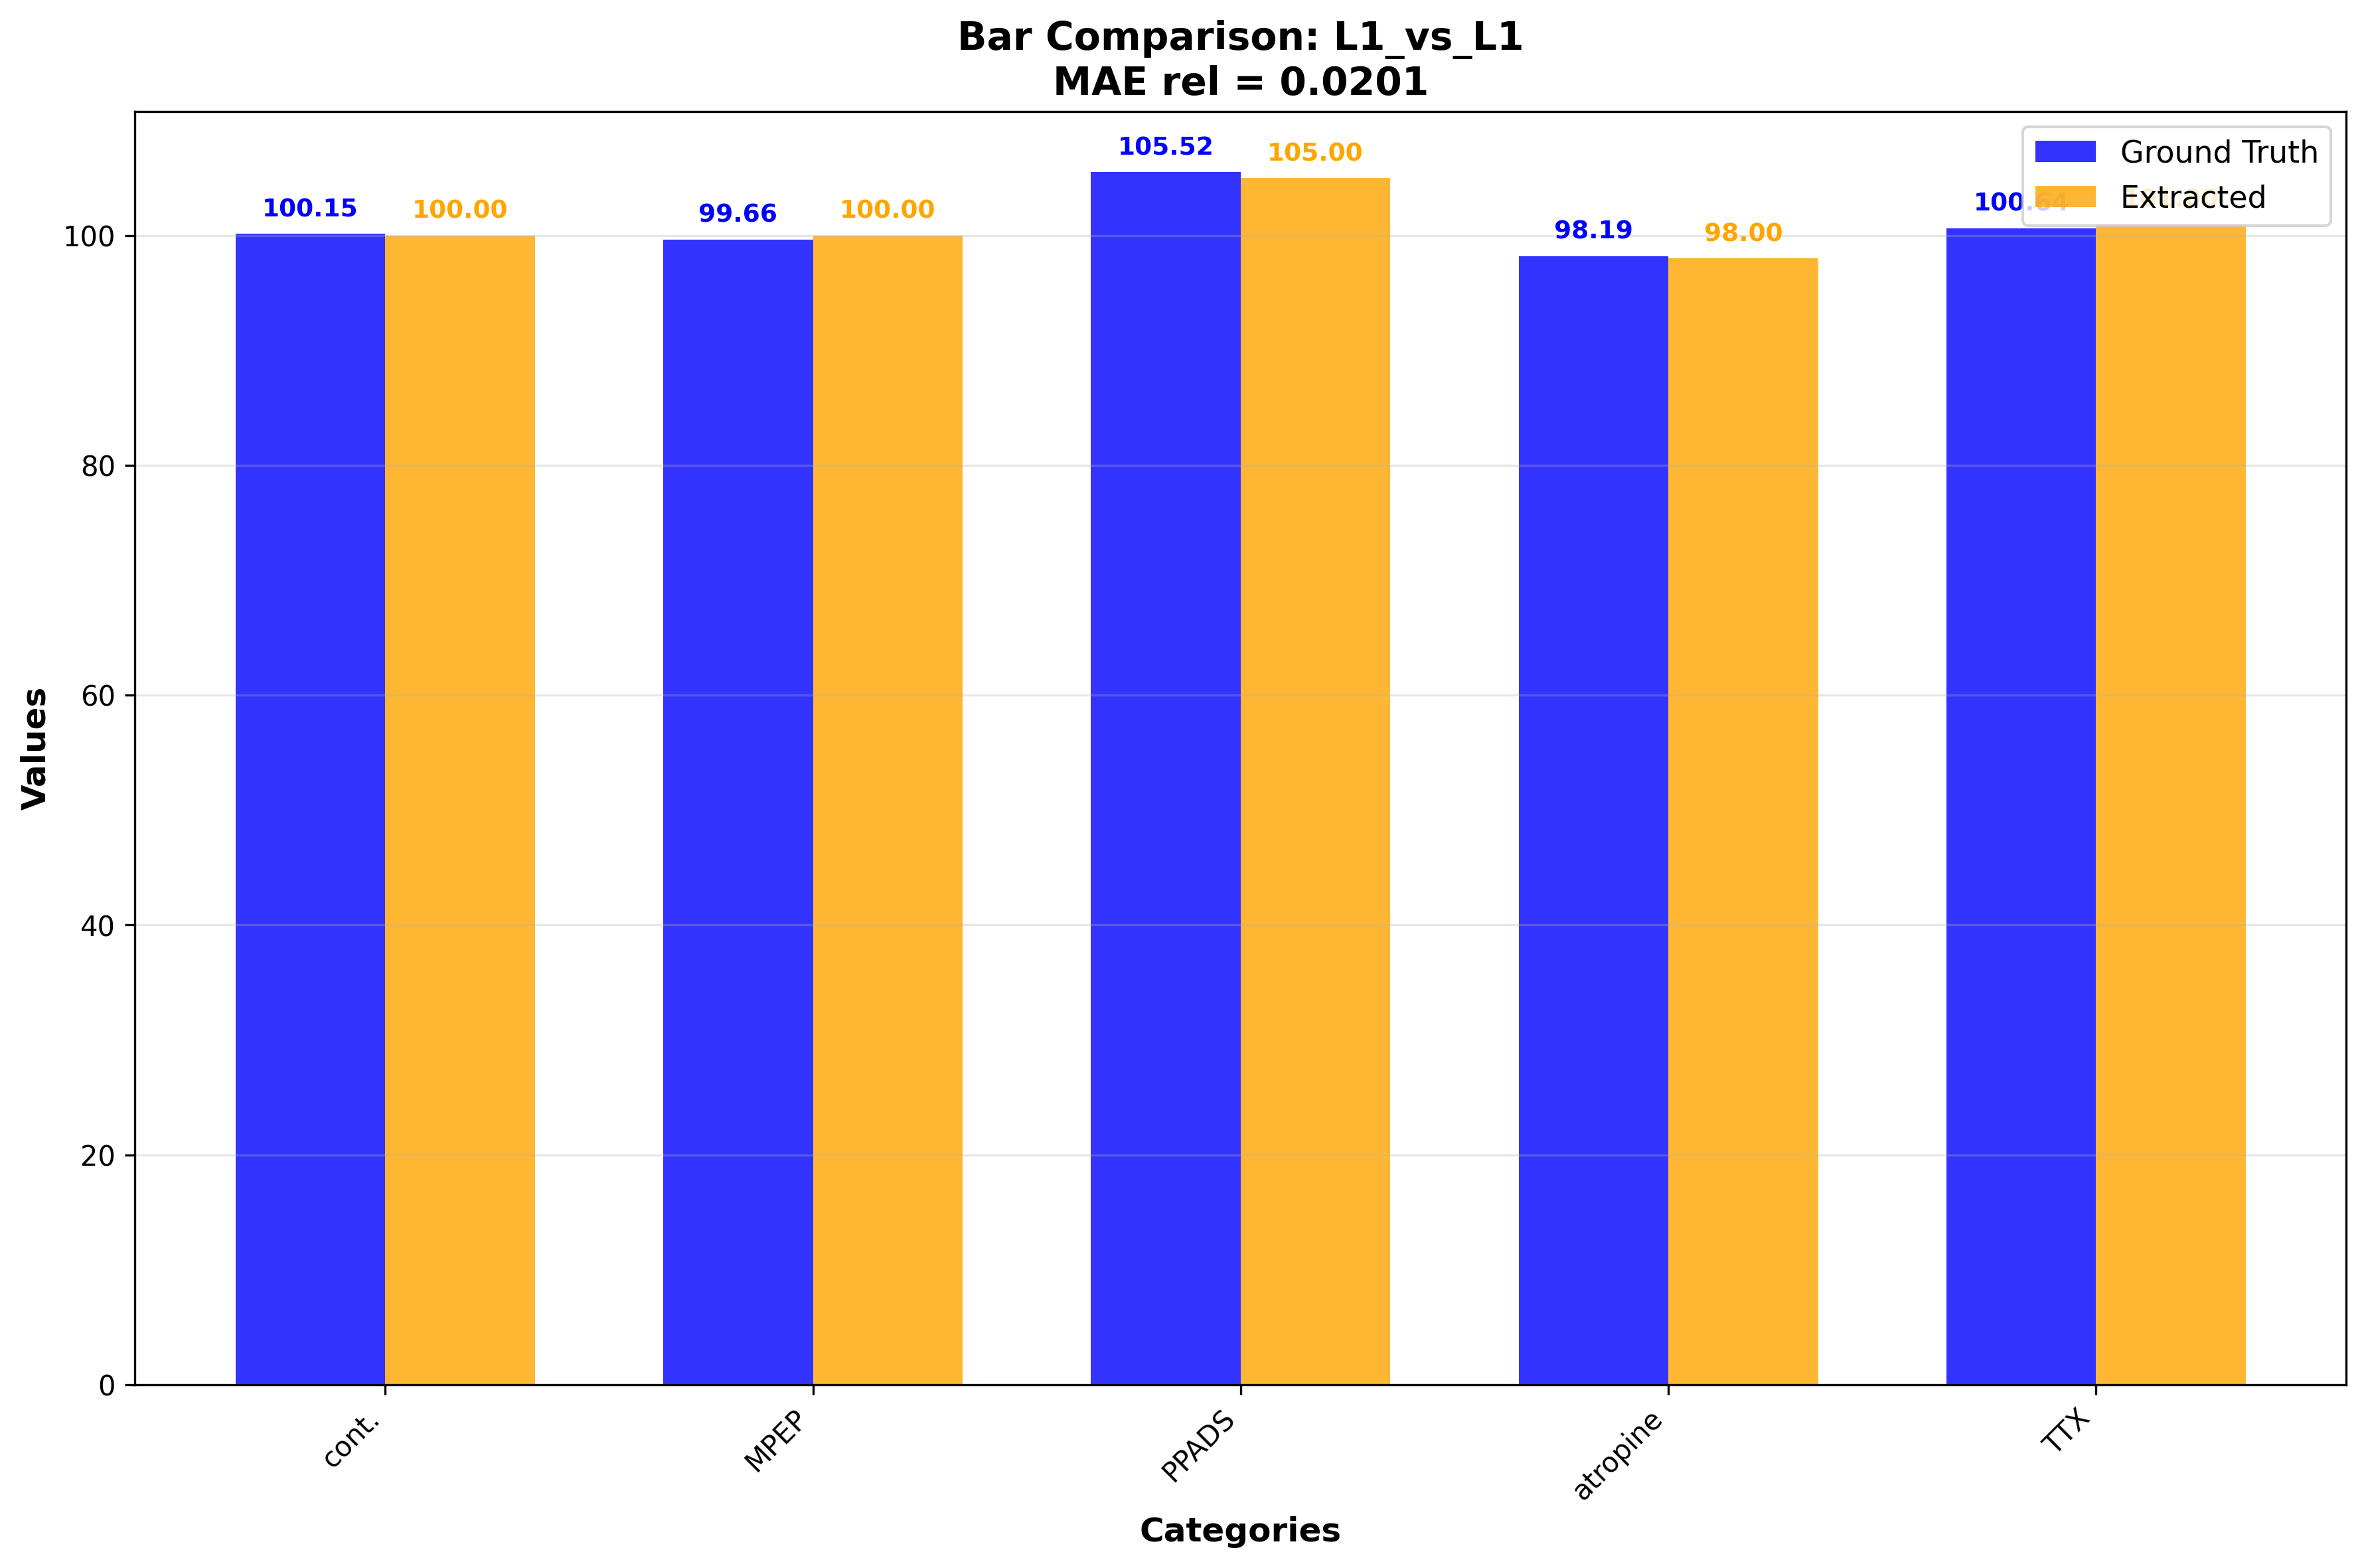 Bar Comparison: L1_vs_L1
MAE rel = 0.0201
Ground Truth
Extracted
100.15
100.00
99.66
100.00
105.52
105.00
98.19
98.00
100.64
100
80
60
40
20
0
Values
cont.
MPEP
PPADS
atropine
TTX
Categories